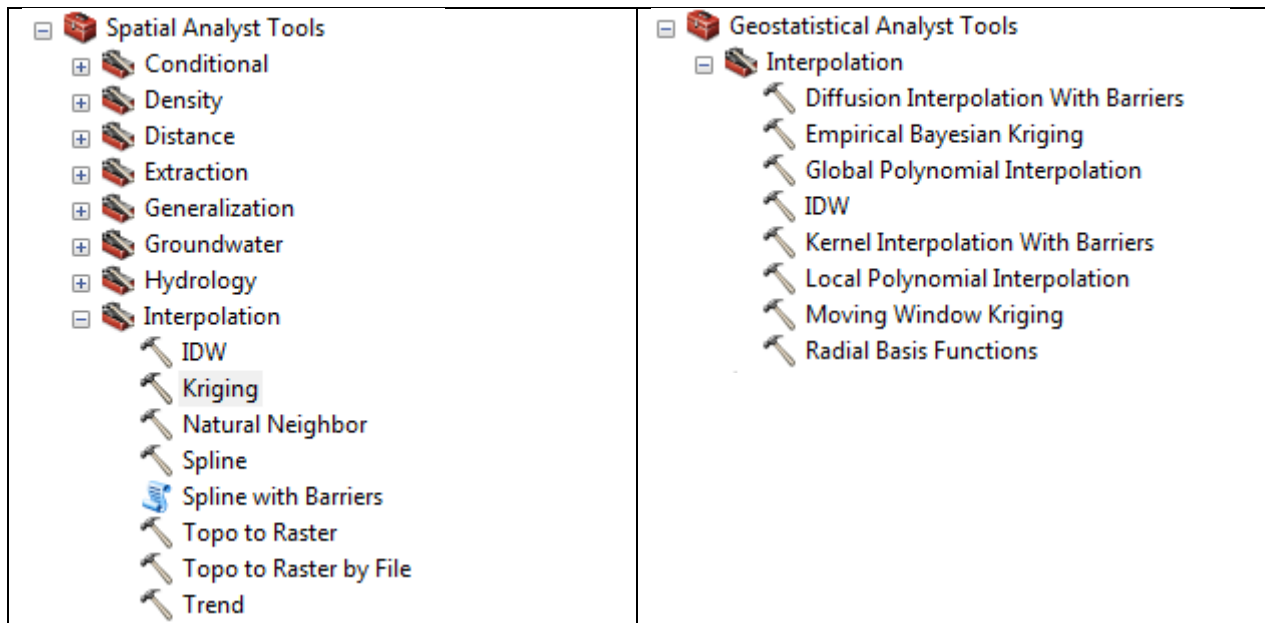 Spatial Analyst Tools
Conditional
Density
Distance
Extraction
Generalization
Groundwater
Hydrology
Interpolation
IDW
Kriging
Natural Neighbor
Spline
Spline with Barriers
Topo to Raster
Topo to Raster by File
Trend
Geostatistical Analyst Tools
Interpolation
Diffusion Interpolation With Barriers
Empirical Bayesian Kriging
Global Polynomial Interpolation
IDW
Kernel Interpolation With Barriers
Local Polynomial Interpolation
Moving Window Kriging
Radial Basis Functions